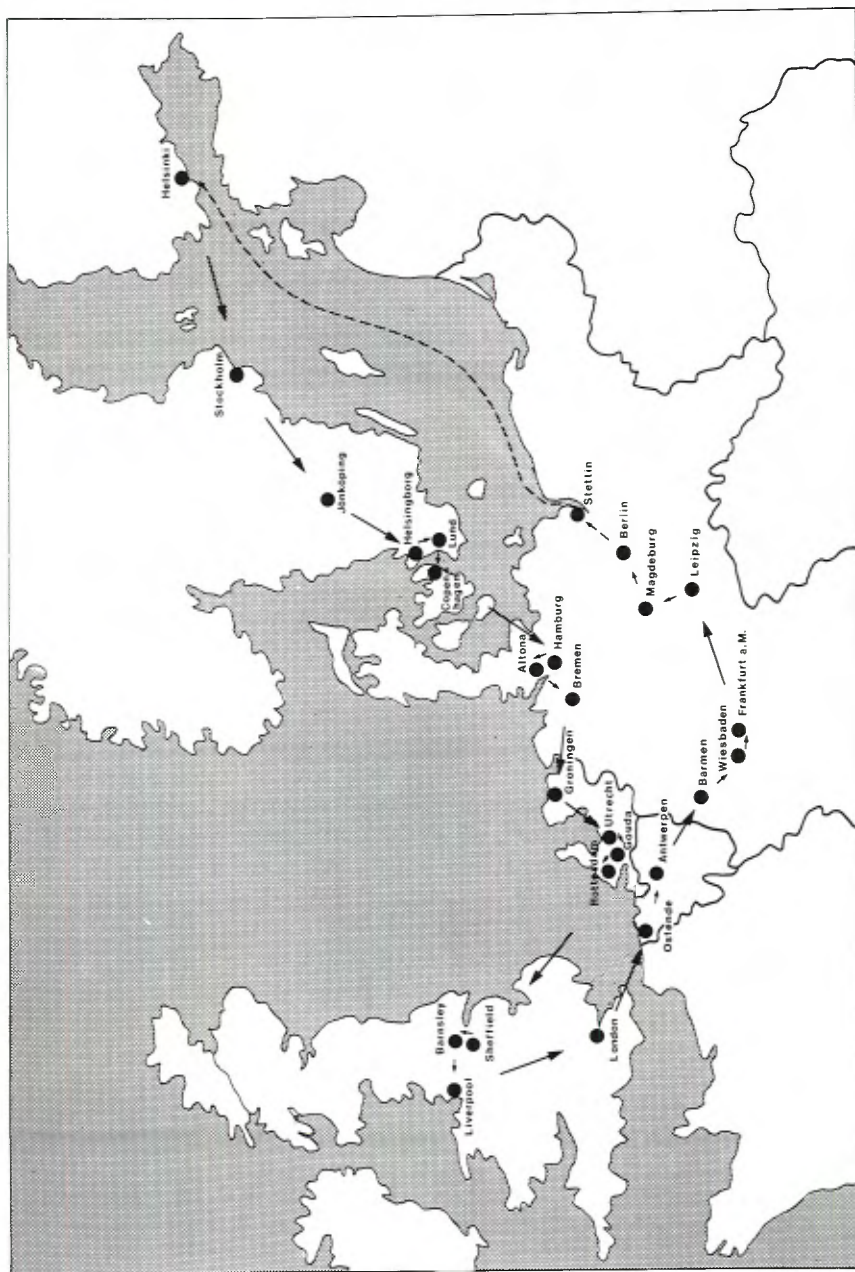 Helsinki
Stockholm
Jönköping
Helsingborg
Lund
Copen-
hagen
Stettin
Berlin
Magdeburg
Leipzig
Altona
Hamburg
Bremen
Groningen
Utrecht
Gouda
Rotterdam
Barmen
Wiesbaden
Frankfurt a.M.
Antwerpen
Ostende
Barnsley
Sheffield
Liverpool
London